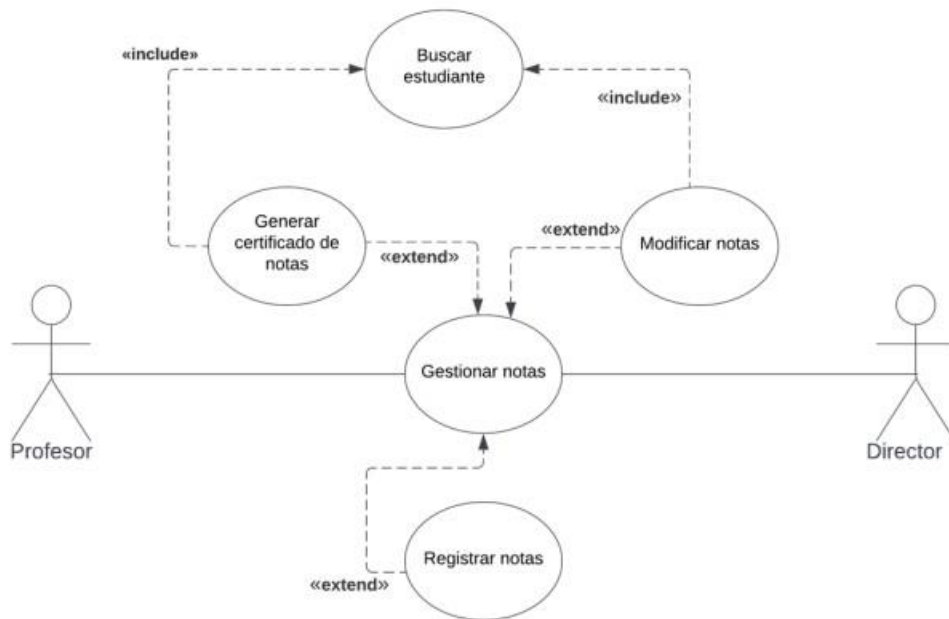 «include»
Buscar
estudiante
«include»
Generar
certificado de
notas
«extend»
«extend»
Modificar notas
Gestionar notas
Profesor
Director
Registrar notas
«extend»